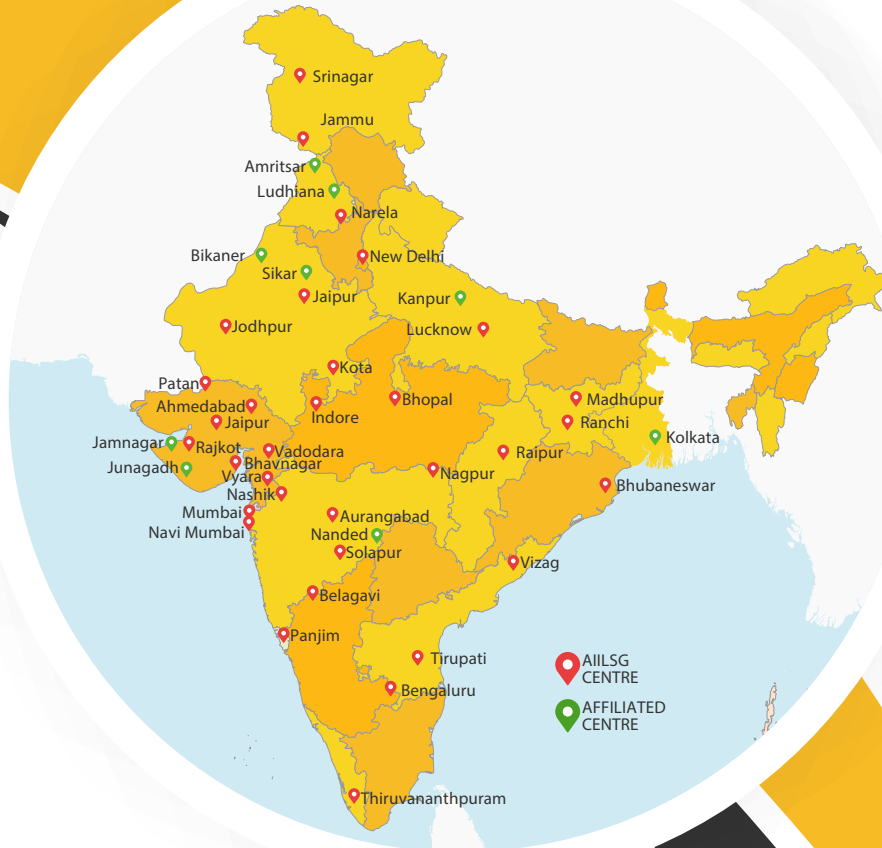 Srinagar
Jammu
Amritsar
Ludhiana
Narela
Bikaner
New Delhi
Sikar
Jaipur
Kanpur
Jodhpur
Lucknow
Kota
Patan
Ahmedabad
Indore
Bhopal
Madhupur
Jaipur
Ranchi
Jamnagar
Rajkot
Kolkata
Vadodara
Raipur
Junagadh
Bhavnagar
Vyara
Nagpur
Nashik
Bhubaneswar
Mumbai
Aurangabad
Navi Mumbai
Nanded
Solapur
Vizag
Belagavi
Panjim
Tirupati
Bengaluru
AIILSG
CENTRE
AFFILIATED
CENTRE
Thiruvananthpuram